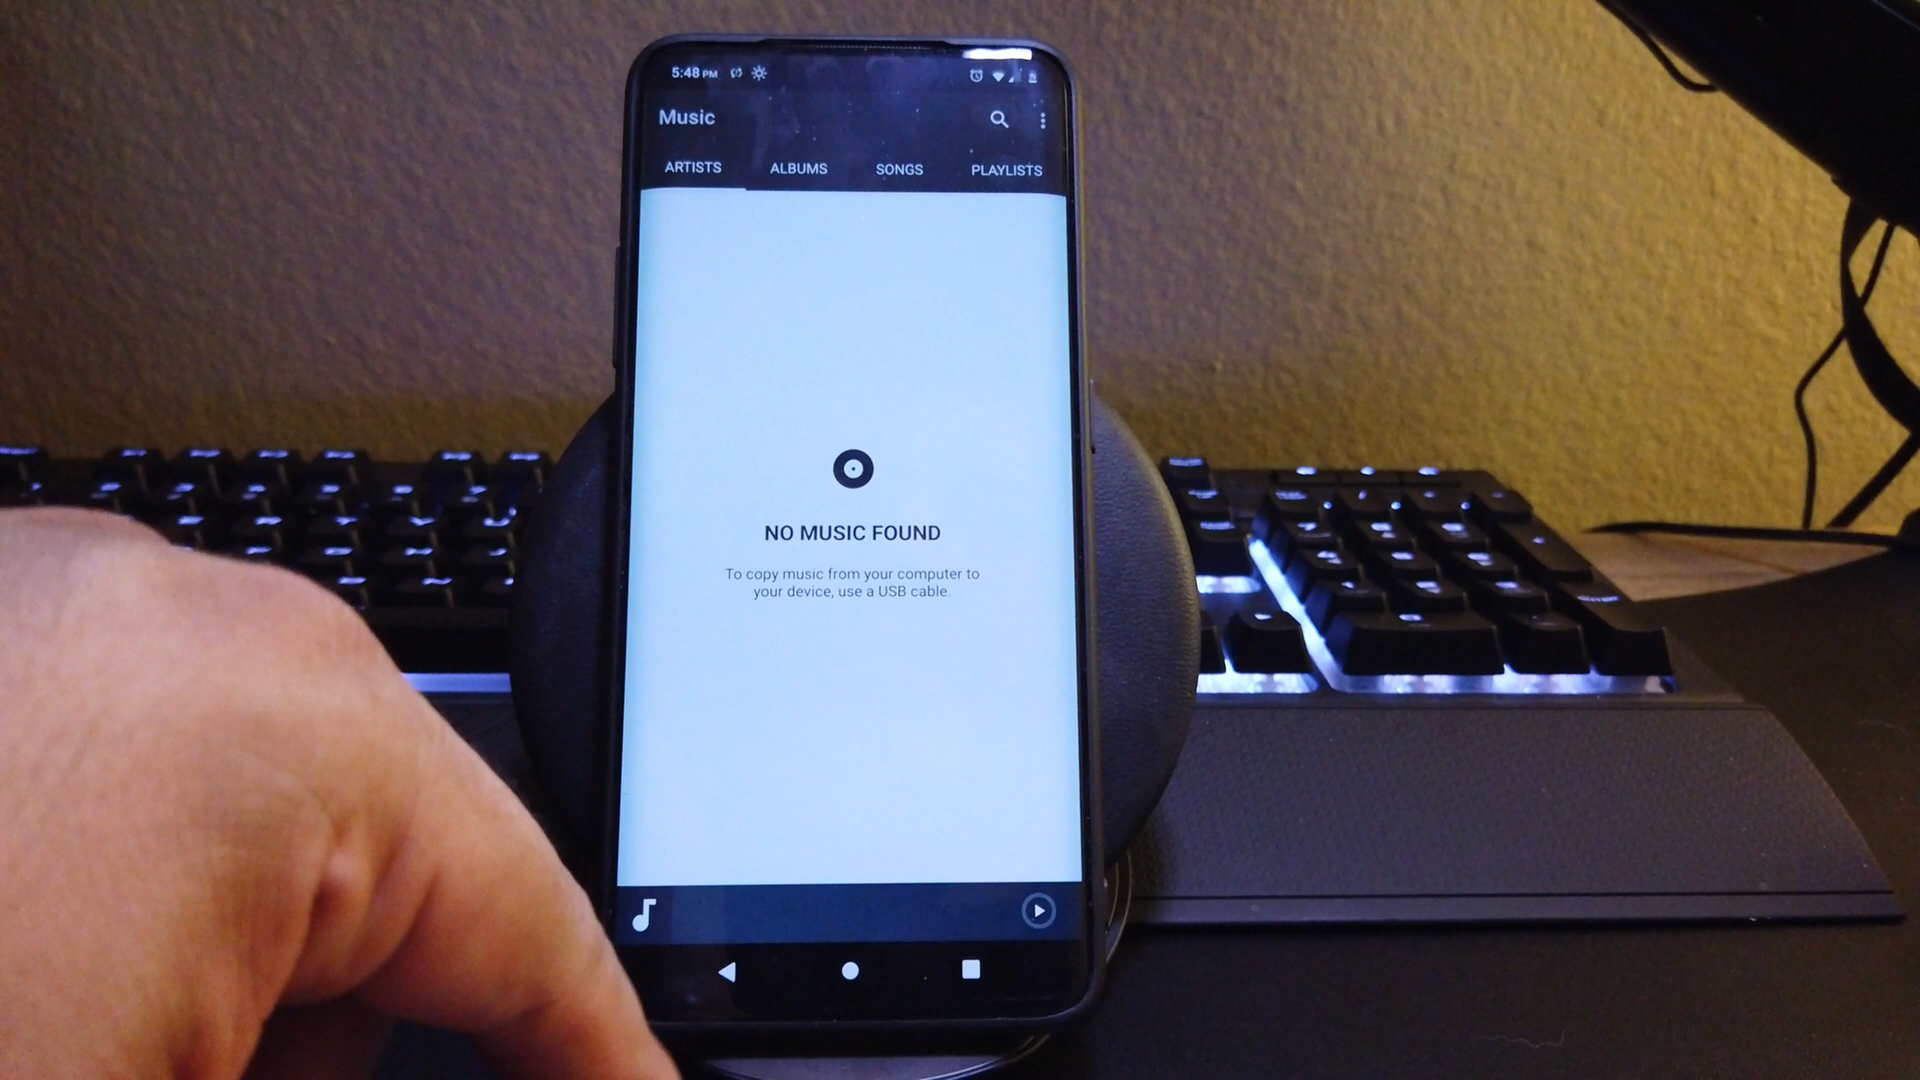 5:48 PM
Music
ARTISTS ALBUMS SONGS PLAYLISTS
NO MUSIC FOUND
To copy music from your computer to
your device, use a USB cable.